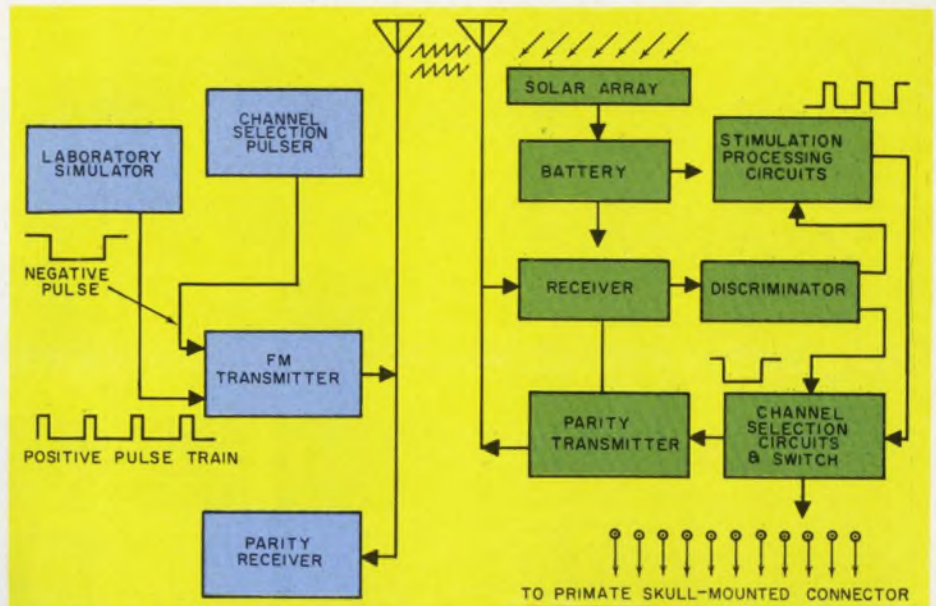 CHANNEL
SELECTION
PULSER
LABORATORY
SIMULATOR
NEGATIVE
PULSE
FM
TRANSMITTER
POSITIVE PULSE TRAIN
PARITY
RECEIVER
SOLAR ARRAY
BATTERY
STIMULATION
PROCESSING
CIRCUITS
RECEIVER
DISCRIMINATOR
PARITY
TRANSMITTER
CHANNEL
SELECTION
CIRCUITS
& SWITCH
TO PRIMATE SKULL-MOUNTED CONNECTOR